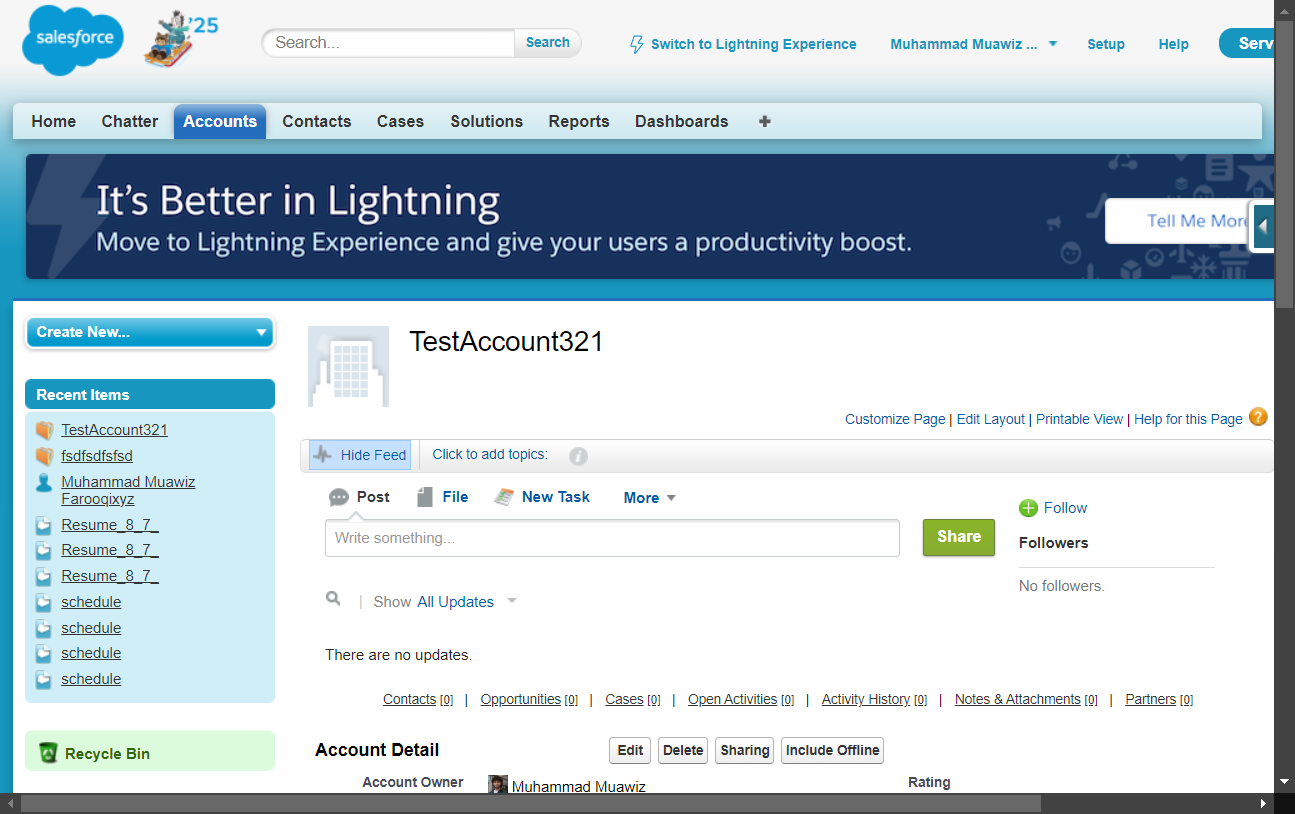 salesforce
'25
Search...
Search
Switch to Lightning Experience
Muhammad Muawiz ...
Setup
Help
Serv
Home
Chatter
Accounts
Contacts
Cases
Solutions
Reports
Dashboards
It's Better in Lightning
Move to Lightning Experience and give your users a productivity boost.
Tell Me More
Create New...
Recent Items
TestAccount321
fsdfsdfsfsd
Muhammad Muawiz
Farooqixyz
Resume_8_7_
Resume_8_7_
Resume_8_7_
schedule
schedule
schedule
schedule
Recycle Bin
TestAccount321
Customize Page | Edit Layout | Printable View | Help for this Page
Hide Feed
Click to add topics:
Post
File
New Task
More
Write something...
Share
Follow
Followers
No followers.
Show All Updates
There are no updates.
Contacts [0] | Opportunities [0] | Cases [0] | Open Activities [0] | Activity History [0] | Notes & Attachments [0] | Partners [0]
Account Detail
Edit
Delete
Sharing
Include Offline
Account Owner
Muhammad Muawiz
Rating